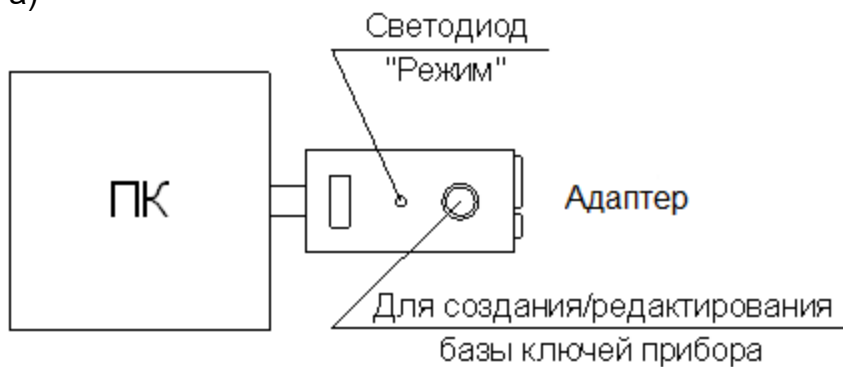 а)
Светодиод
"Режим"
ПК
Адаптер
Для создания/редактирования
базы ключей прибора